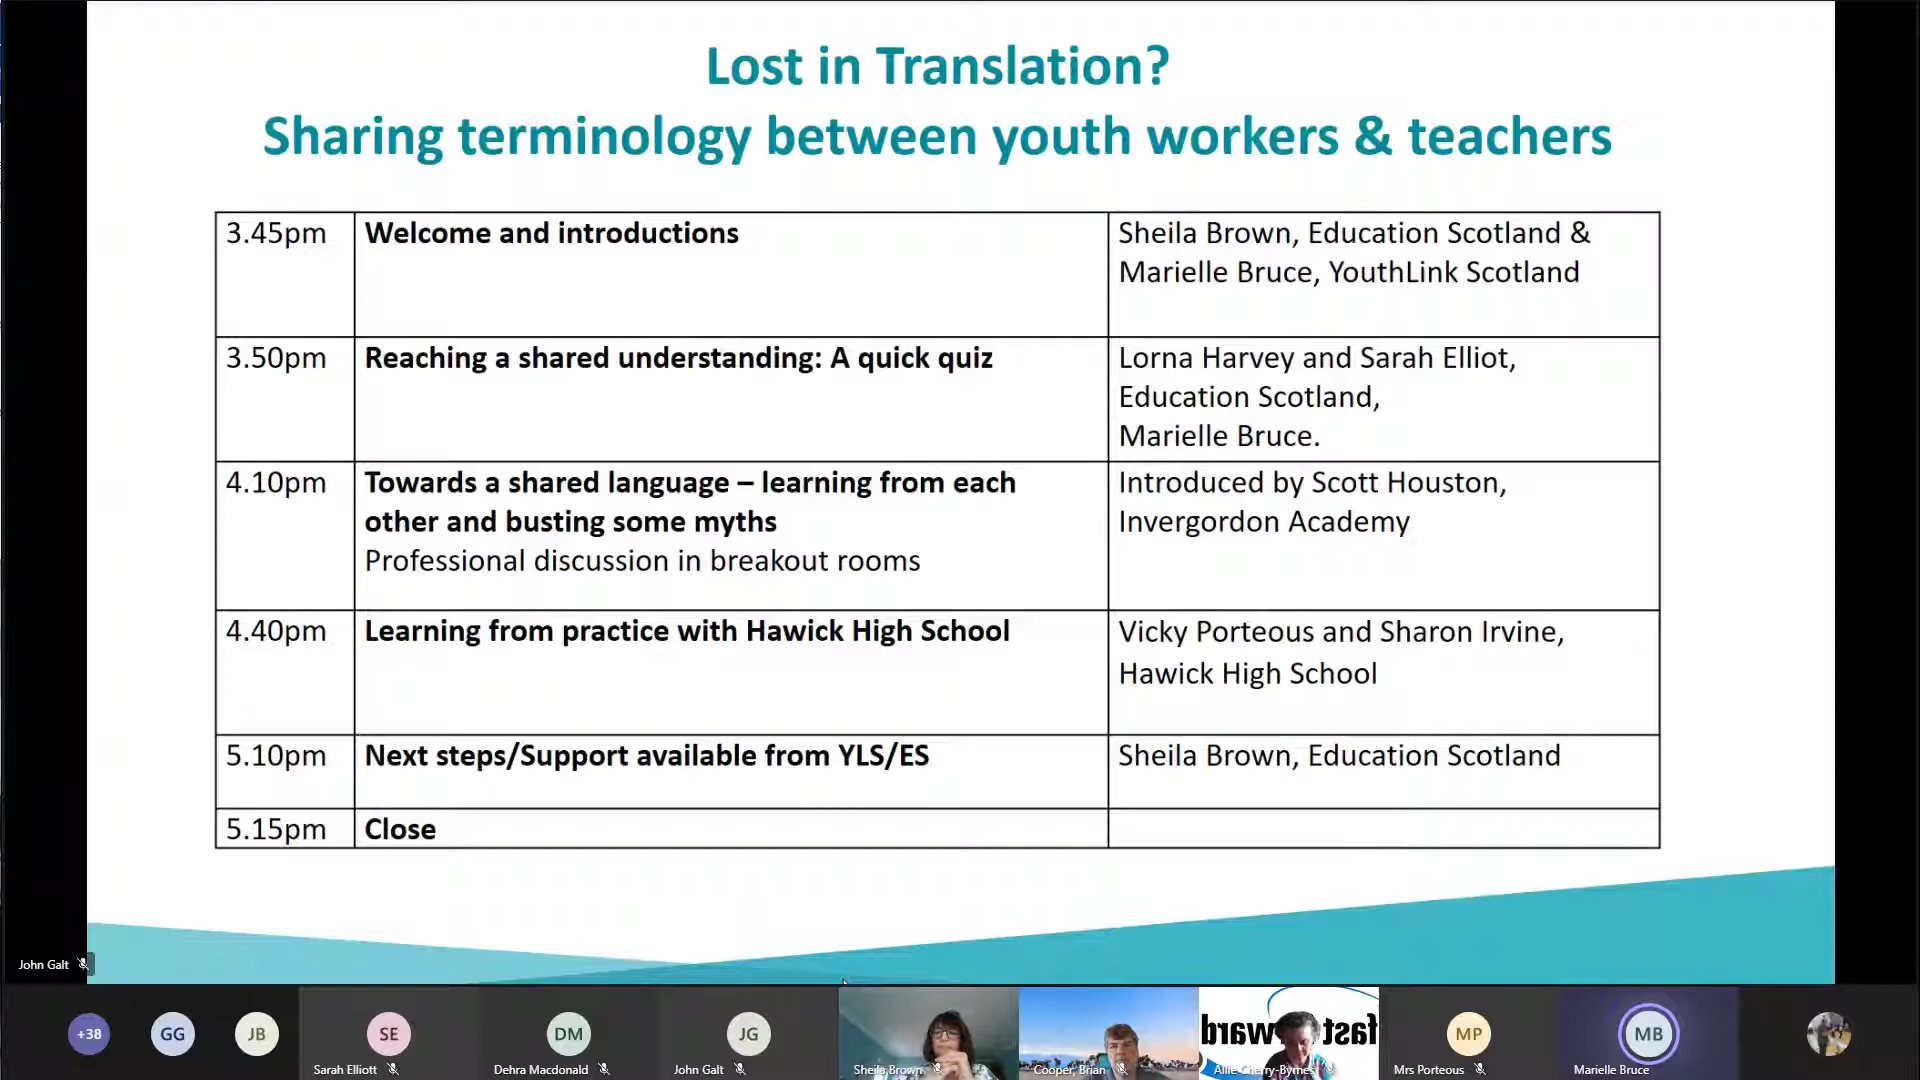 Lost in Translation?
Sharing terminology between youth workers & teachers
3.45pm
Welcome and introductions
Sheila Brown, Education Scotland &
Marielle Bruce, YouthLink Scotland
3.50pm
Reaching a shared understanding: A quick quiz
Lorna Harvey and Sarah Elliot,
Education Scotland,
Marielle Bruce.
4.10pm
Towards a shared language – learning from each
other and busting some myths
Professional discussion in breakout rooms
Introduced by Scott Houston,
Invergordon Academy
4.40pm
Learning from practice with Hawick High School
Vicky Porteous and Sharon Irvine,
Hawick High School
5.10pm
Next steps/Support available from YLS/ES
Sheila Brown, Education Scotland
5.15pm
Close
John Galt
+38
GG
JB
SE
Sarah Elliott
DM
Dehra Macdonald
JG
John Galt
Sheila Brown
Cooper, Brian
fast forward
Allie Cherry-Byrnes
MP
Mrs Porteous
MB
Marielle Bruce